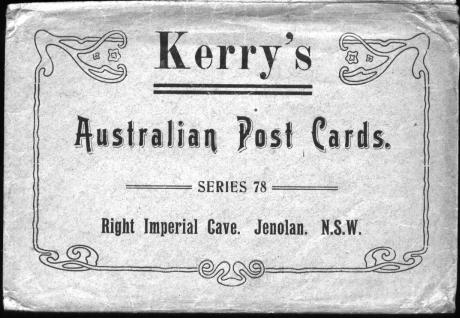 Kerry's
Australian Post Cards.
SERIES 78
Right Imperial Cave. Jenolan. N.S.W.